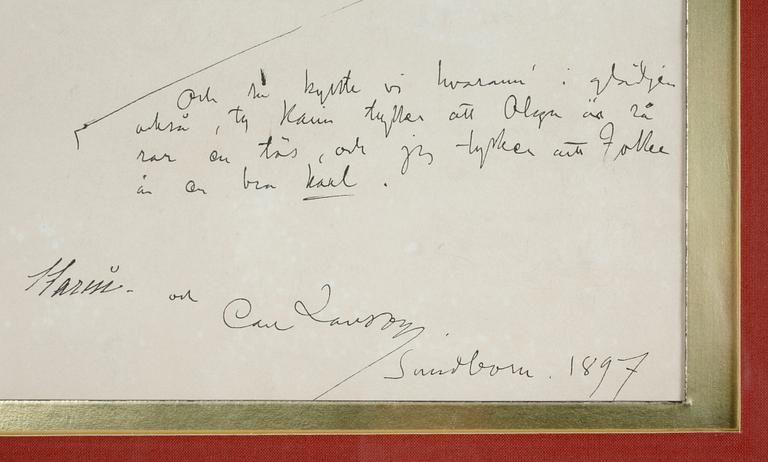 Och så kysste vi hvarann' i glädjen
också, ty Karin tycker att Olga är så
rar en tös, och jag tycker att Folke
är en bra karl.
Karin och
Carl Larsson.
Sundborn. 1897